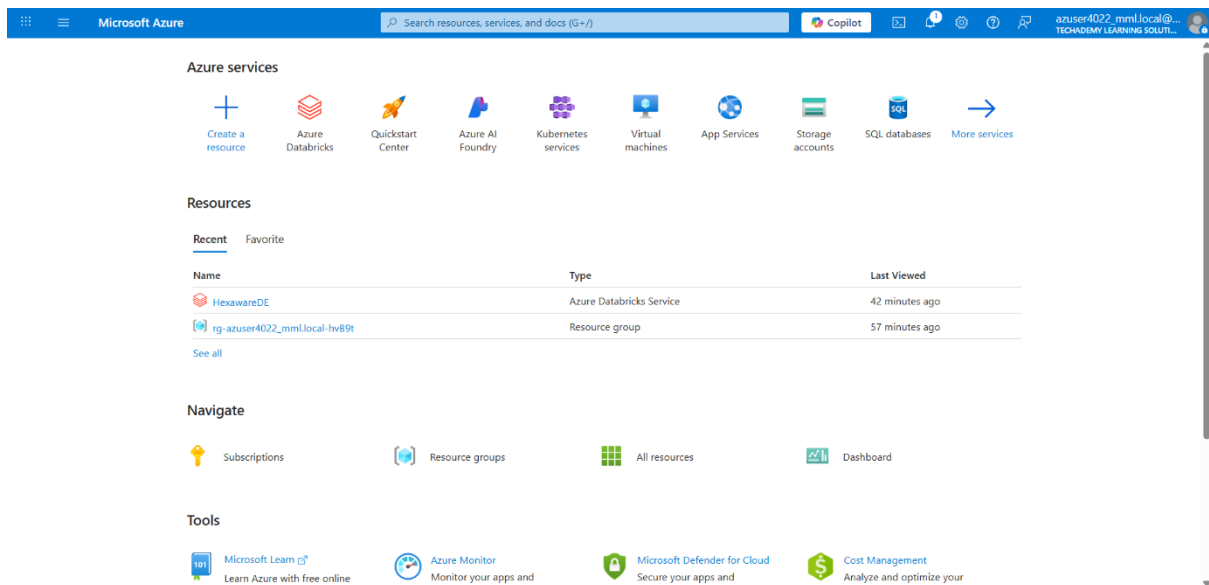 Microsoft Azure
Search resources, services, and docs (G+/)
Copilot
1
azuser4022_mml.local@...
TECHADEMY LEARNING SOLUTI...
Azure services
Create a resource
Azure Databricks
Quickstart Center
Azure AI Foundry
Kubernetes services
Virtual machines
App Services
Storage accounts
SQL
SQL databases
More services
Resources
Recent Favorite
Name Type Last Viewed
HexawareDE Azure Databricks Service 42 minutes ago
rg-azuser4022_mml.local-hv89t Resource group 57 minutes ago
See all
Navigate
Subscriptions Resource groups All resources Dashboard
Tools
101
Microsoft Learn
Learn Azure with free online
Azure Monitor
Monitor your apps and
Microsoft Defender for Cloud
Secure your apps and
Cost Management
Analyze and optimize your